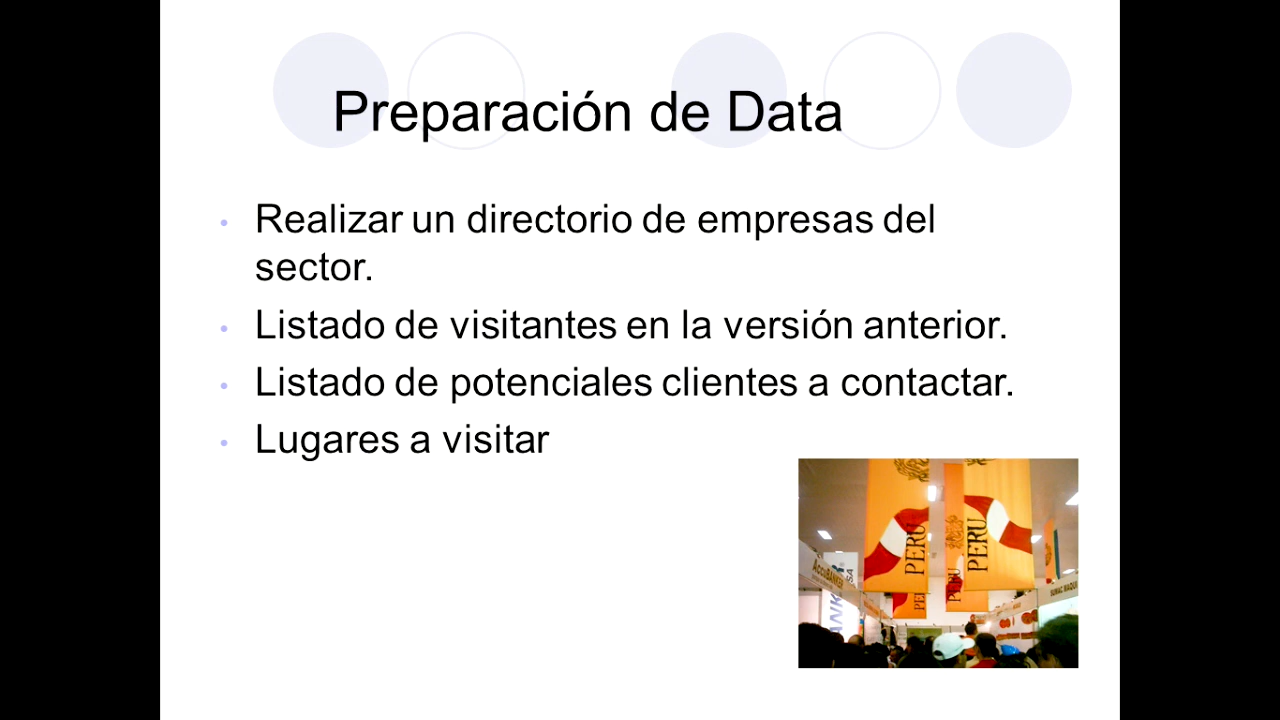 Preparación de Data
• Realizar un directorio de empresas del
sector.
• Listado de visitantes en la versión anterior.
• Listado de potenciales clientes a contactar.
• Lugares a visitar
PERU
PERU
ACCUBANKER